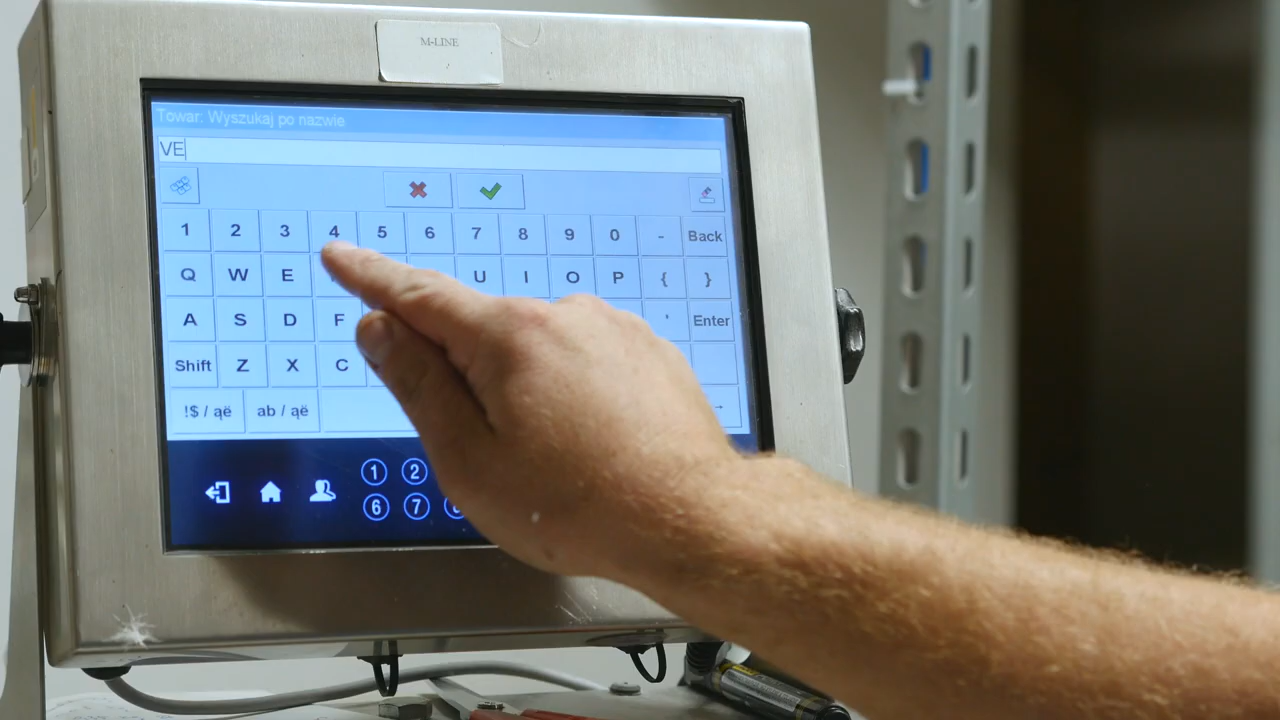 M-LINE
Towar: Wyszukaj po nazwie
VE
1 2 3 4 5 6 7 8 9 0 - Back
Q W E U I O P { }
A S D F ' Enter
Shift Z X C
!$ / ąë ab / ąë →
1 2
6 7